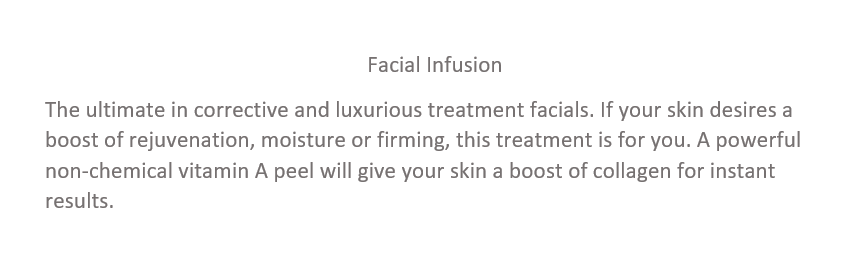 Facial Infusion
The ultimate in corrective and luxurious treatment facials. If your skin desires a
boost of rejuvenation, moisture or firming, this treatment is for you. A powerful
non-chemical vitamin A peel will give your skin a boost of collagen for instant
results.